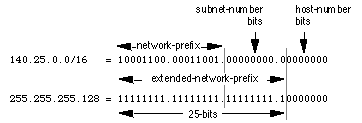 subnet-number bits
host-number bits
network-prefix
140.25.0.0/16 = 10001100.00011001.00000000.00000000
extended-network-prefix
255.255.255.128 = 11111111.11111111.11111111.10000000
25-bits